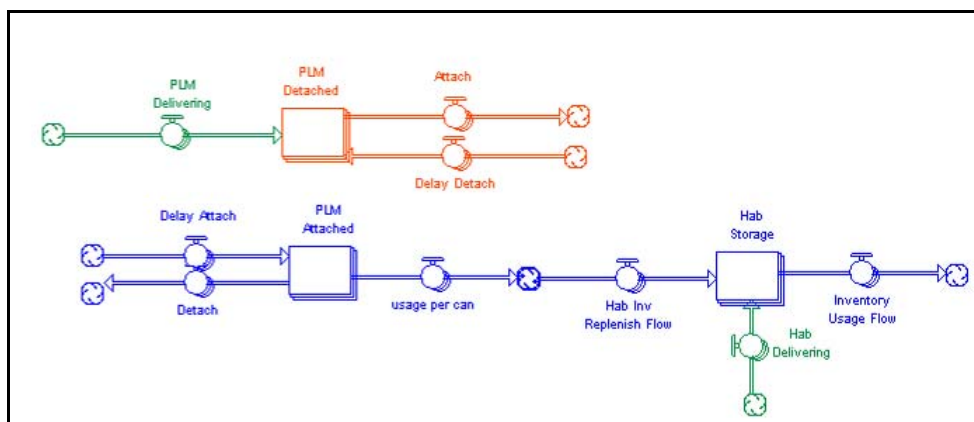 PLM
Delivering
PLM
Detached
Attach
Delay Detach
Delay Attach
PLM
Attached
Detach
usage per can
Hab Inv
Replenish Flow
Hab
Storage
Inventory
Usage Flow
Hab
Delivering